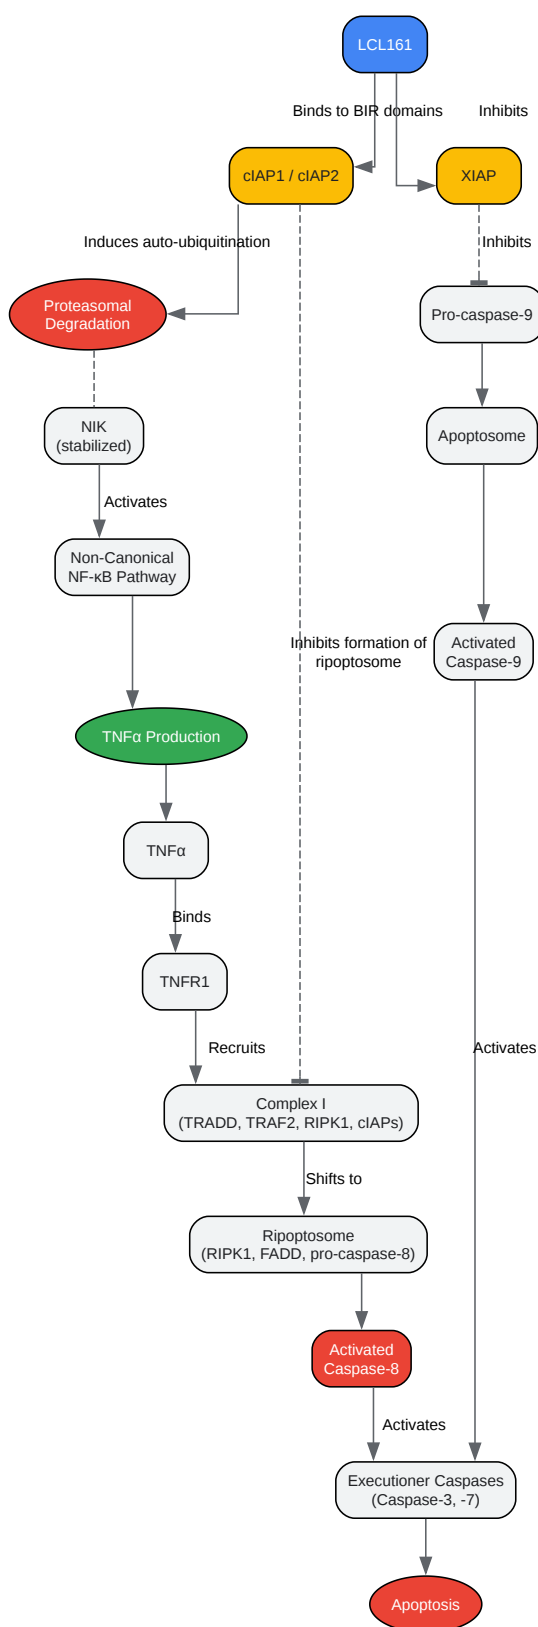 LCL161
Binds to BIR domains
Inhibits
cIAP1 / cIAP2
XIAP
Induces auto-ubiquitination
Inhibits
Proteasomal
Degradation
Pro-caspase-9
NIK
(stabilized)
Apoptosome
Activates
Non-Canonical
NF-κB Pathway
Inhibits formation of
ripoptosome
Activated
Caspase-9
TNFα Production
TNFα
Binds
TNFR1
Recruits
Activates
Complex I
(TRADD, TRAF2, RIPK1, cIAPs)
Shifts to
Ripoptosome
(RIPK1, FADD, pro-caspase-8)
Activated
Caspase-8
Activates
Executioner Caspases
(Caspase-3, -7)
Apoptosis